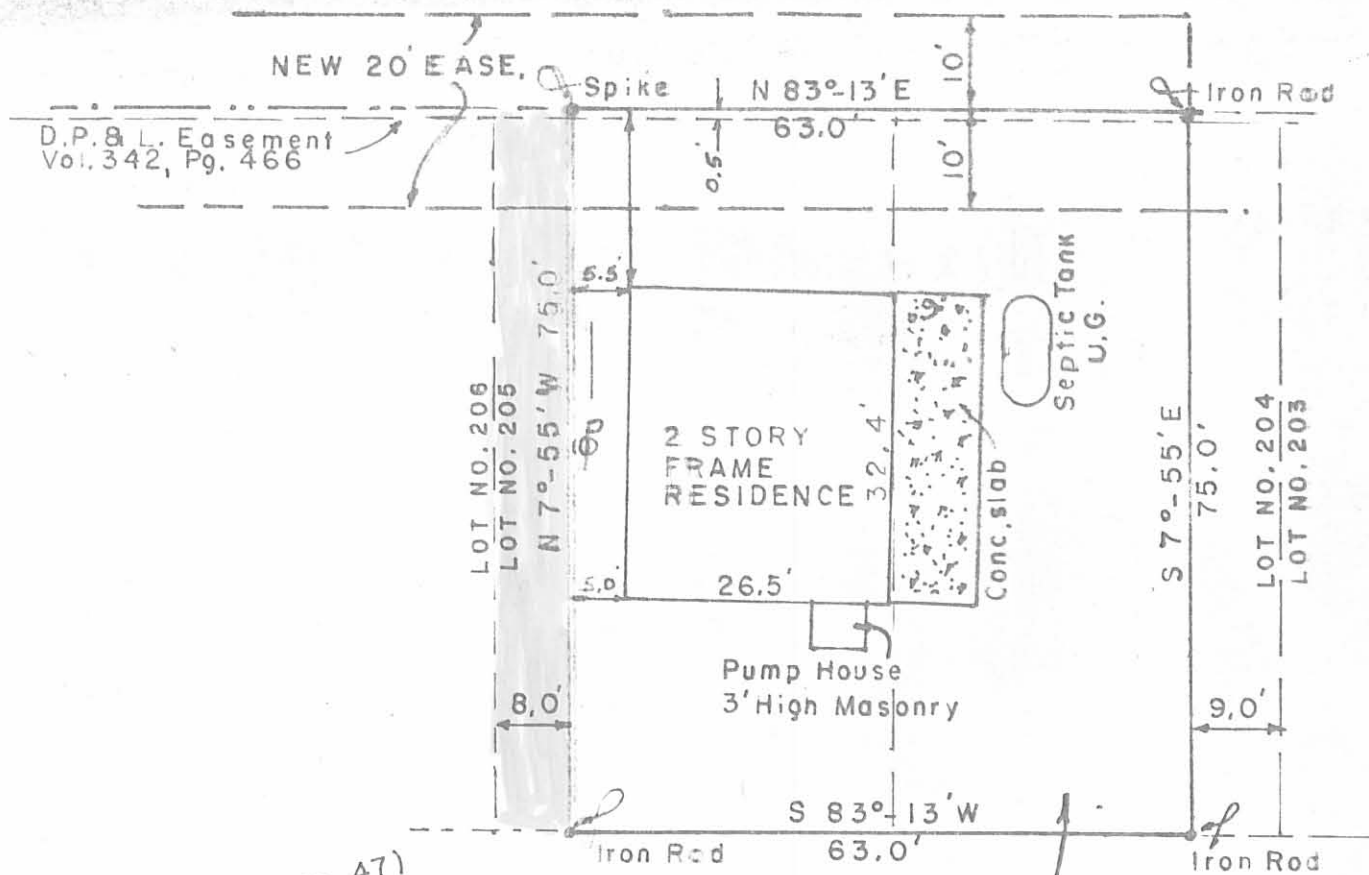 NEW 20' EASE,
Spike
N 83°-13'E
63.0'
10'
Iron Rod
D.P.& L. Easement
Vol. 342, Pg. 466
0.5'
10'
5.5'
LOT NO. 206
LOT NO. 205
N 7°-55' W 75.0'
2 STORY
FRAME
RESIDENCE
32.4'
Conc. slab
Septic Tank
U.G.
S 7°-55' E
75.0'
LOT NO. 204
LOT NO. 203
5.0'
26.5'
Pump House
3' High Masonry
8.0'
9.0'
S 83°-13'W
63.0'
Iron Rod
Iron Rod
47)